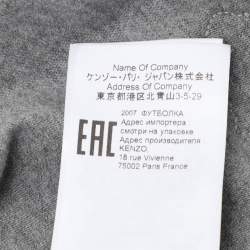 Name Of Company
ケンゾー・パリ・ジャパン株式会社
Address Of Company
東京都港区北青山3-5-29
EAC
2007 ФУТБОЛКА
Адрес импортера :
смотри на упаковке
Адрес производителя
KENZO,
18 rue Vivienne
75002 Paris France